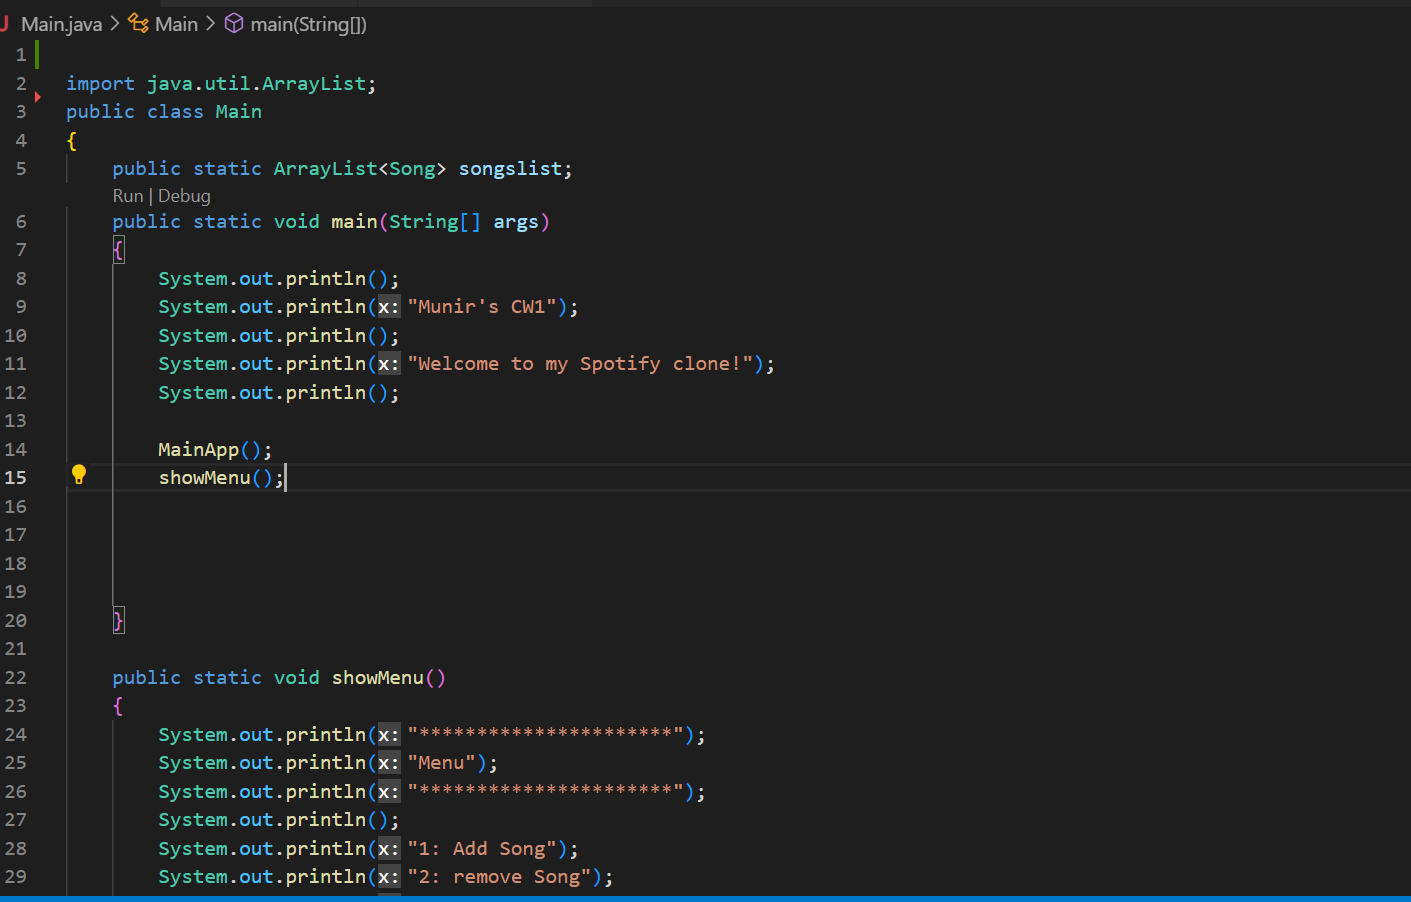 Main.java > Main > main(String[])
1
2 import java.util.ArrayList;
3 public class Main
4 {
5 public static ArrayList<Song> songslist;
Run | Debug
6 public static void main(String[] args)
7 {
8 System.out.println();
9 System.out.println(x: "Munir's CW1");
10 System.out.println();
11 System.out.println(x: "Welcome to my Spotify clone!");
12 System.out.println();
13
14 MainApp();
15 showMenu();
16
17
18
19
20 }
21
22 public static void showMenu()
23 {
24 System.out.println(x: "**********************");
25 System.out.println(x: "Menu");
26 System.out.println(x: "**********************");
27 System.out.println();
28 System.out.println(x: "1: Add Song");
29 System.out.println(x: "2: remove Song");